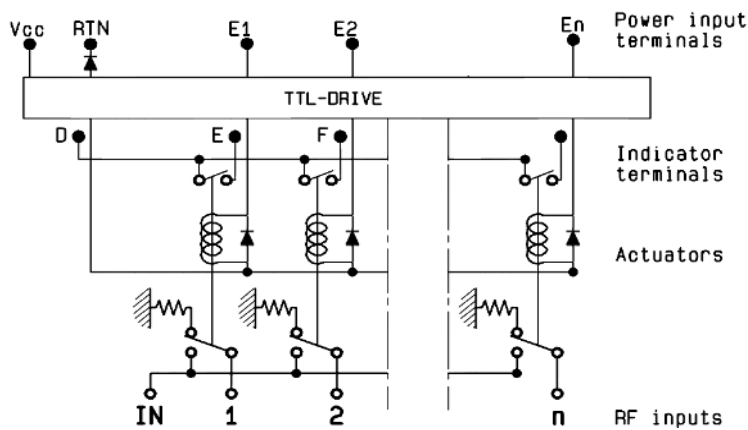 Vcc RTN E1 E2 En Power input
terminals
TTL-DRIVE
D E F Indicator
terminals
Actuators
IN 1 2 n RF inputs